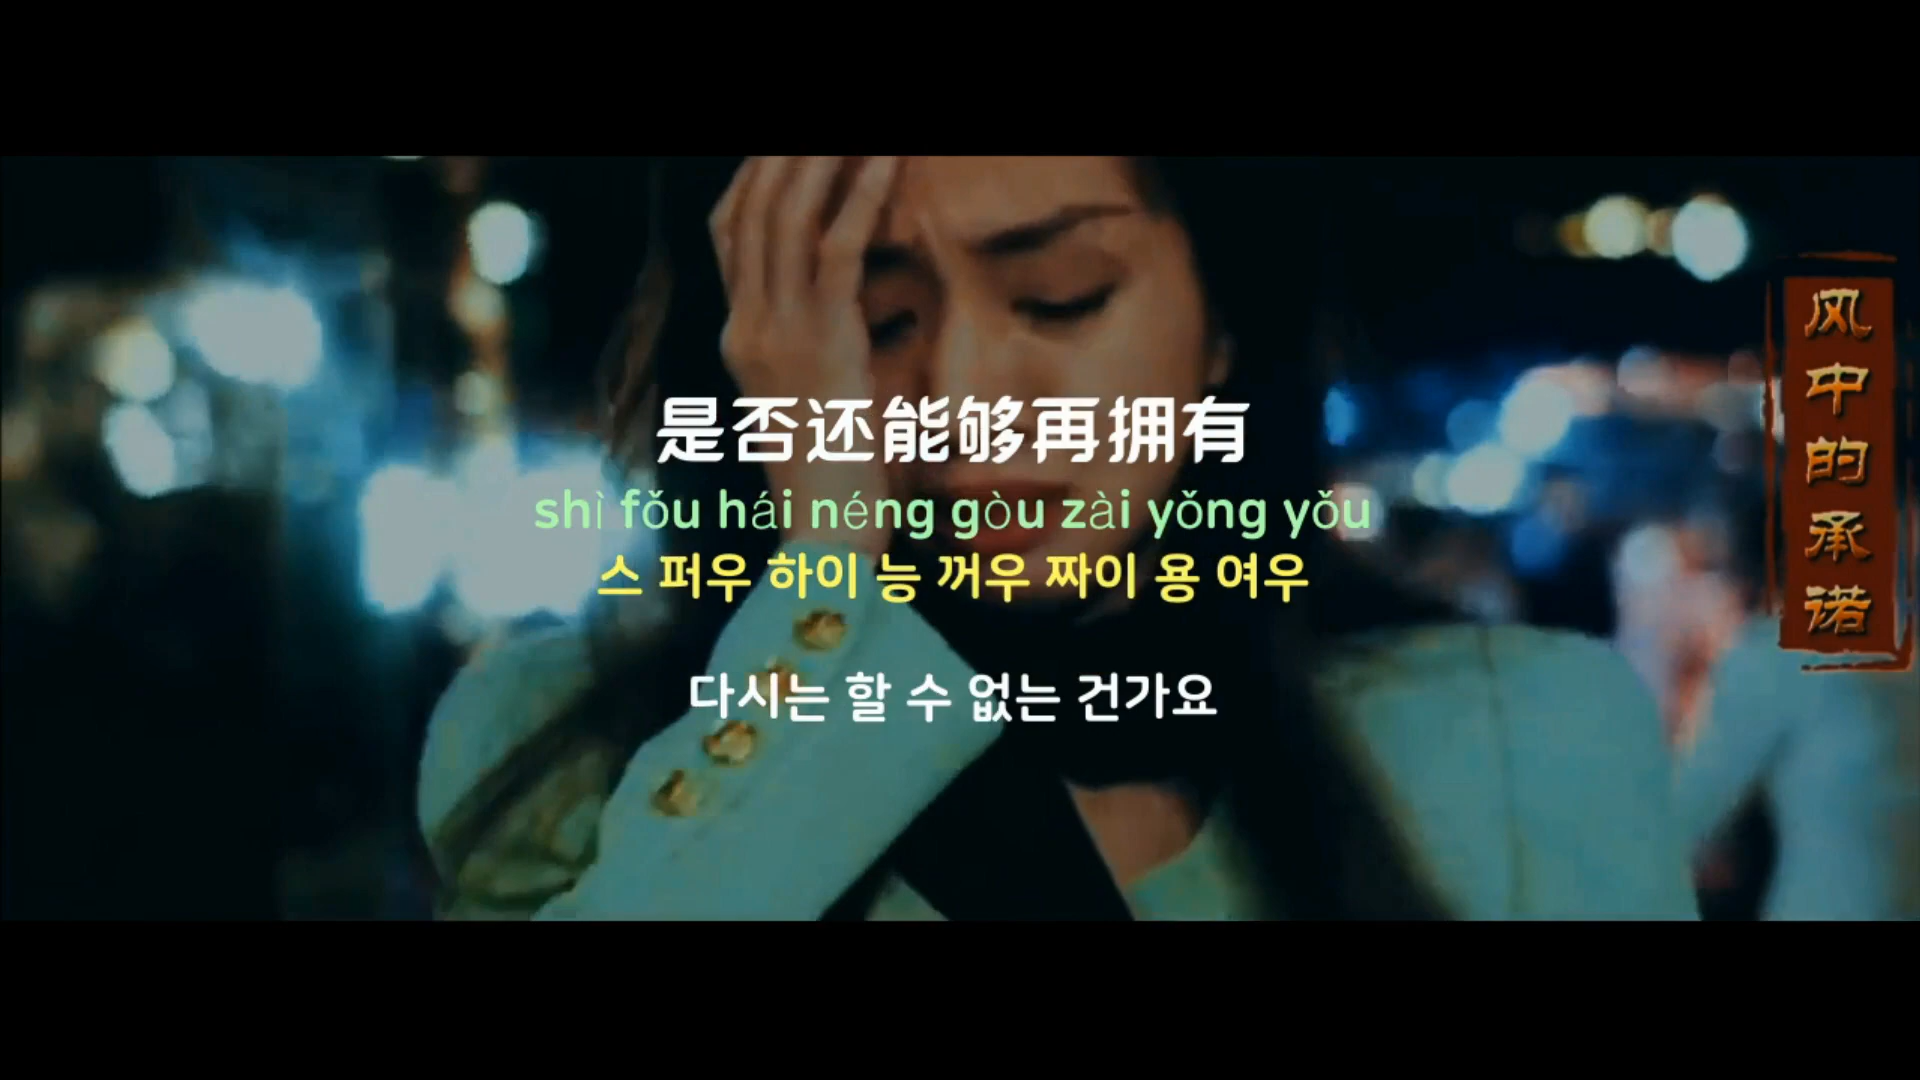 是否还能够再拥有
shì fǒu hái néng gòu zài yǒng yǒu
스 퍼우 하이 능 꺼우 짜이 용 여우
다시는 할 수 없는 건가요
风中的承诺